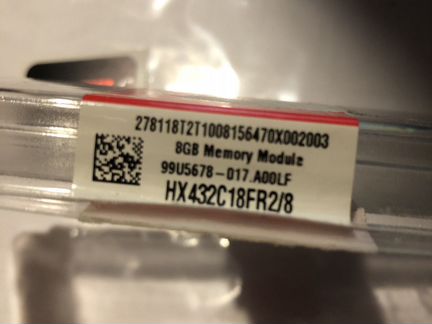 278118T2T1008156470X002003
8GB Memory Module
99U5678-017.A00LF
HX432C18FR2/8